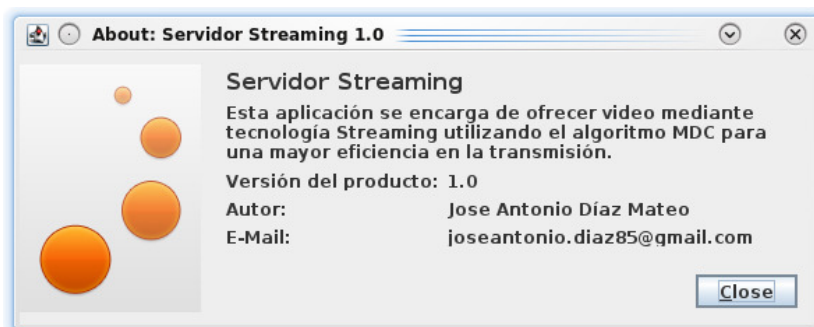 About: Servidor Streaming 1.0
Servidor Streaming
Esta aplicación se encarga de ofrecer video mediante
tecnología Streaming utilizando el algoritmo MDC para
una mayor eficiencia en la transmisión.
Versión del producto: 1.0
Autor: Jose Antonio Díaz Mateo
E-Mail: joseantonio.diaz85@gmail.com
Close